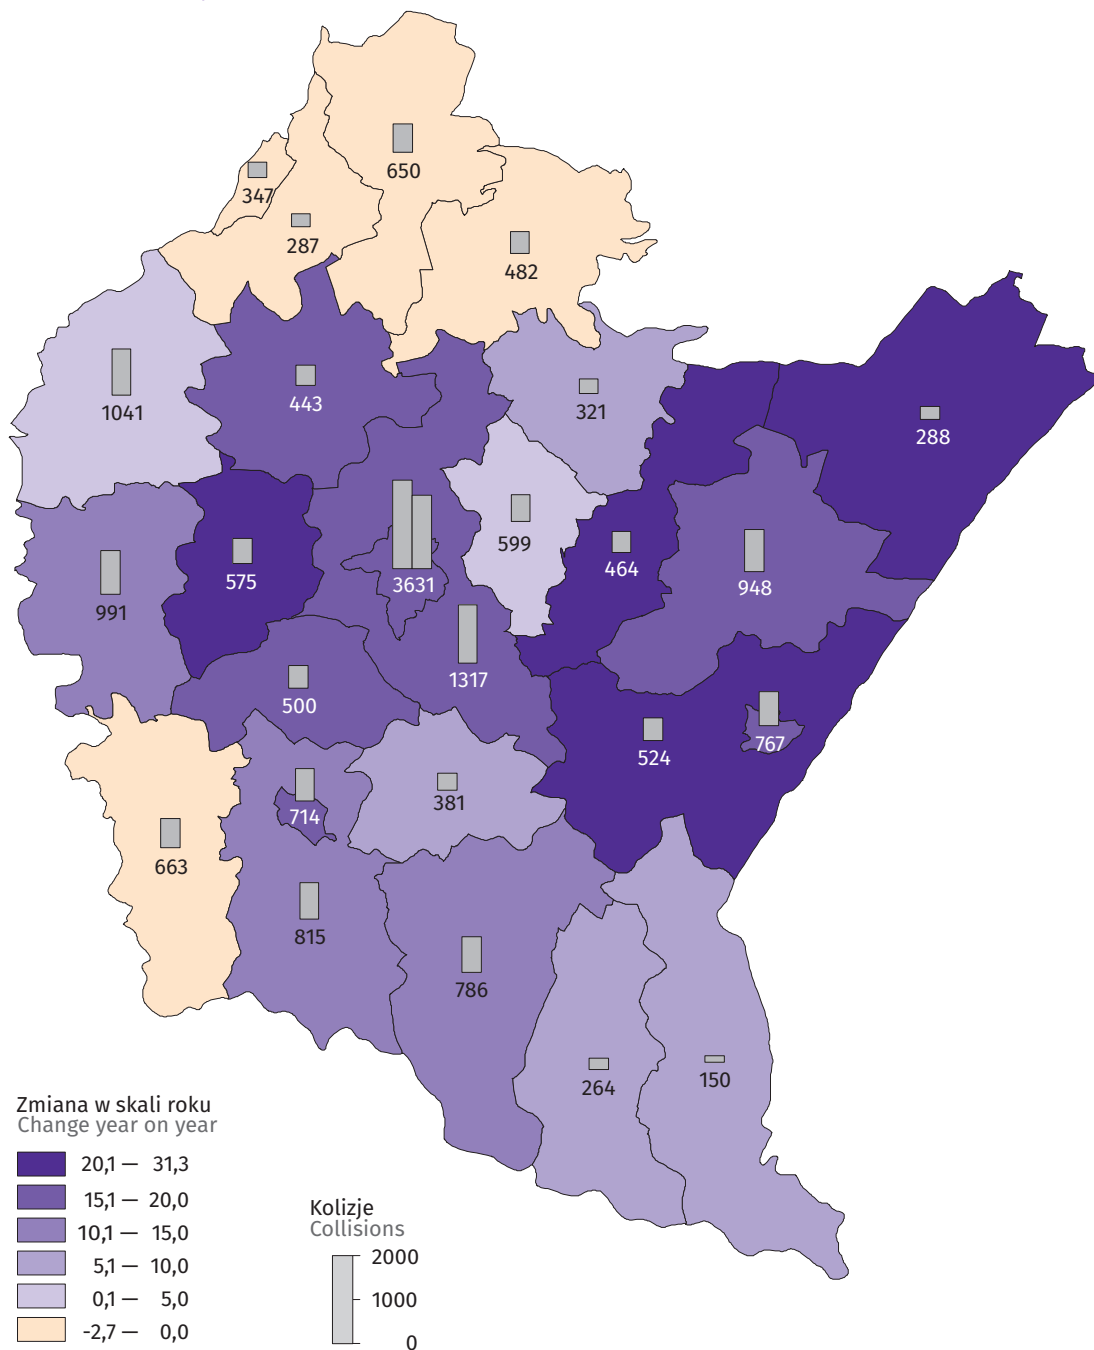 650
347
287
482
1041
443
321
288
599
464
948
575
3631
991
1317
500
524
767
381
714
663
815
786
264
150
Zmiana w skali roku
Change year on year
20,1 — 31,3
15,1 — 20,0
10,1 — 15,0
5,1 — 10,0
0,1 — 5,0
-2,7 — 0,0
Kolizje
Collisions
2000
1000
0